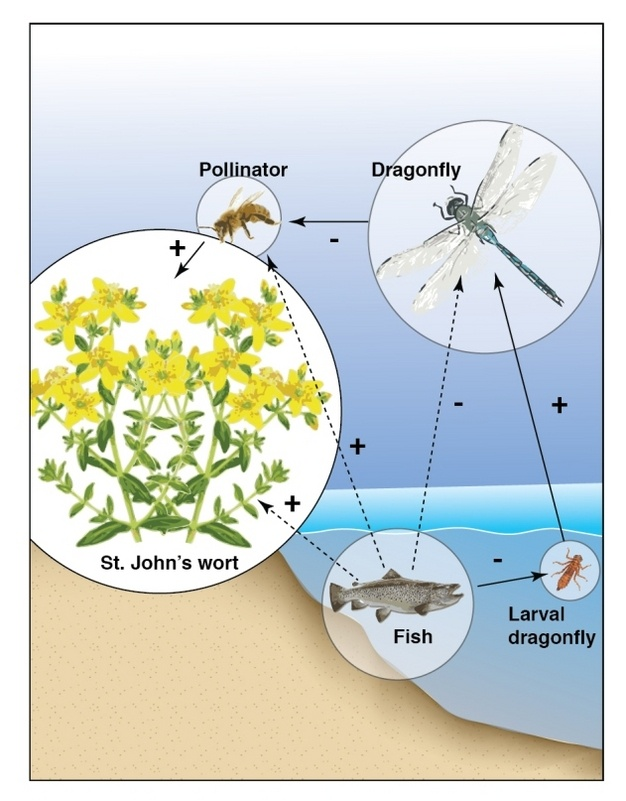 Pollinator
Dragonfly
-
+
-
+
+
+
St. John's wort
-
Fish
Larval
dragonfly